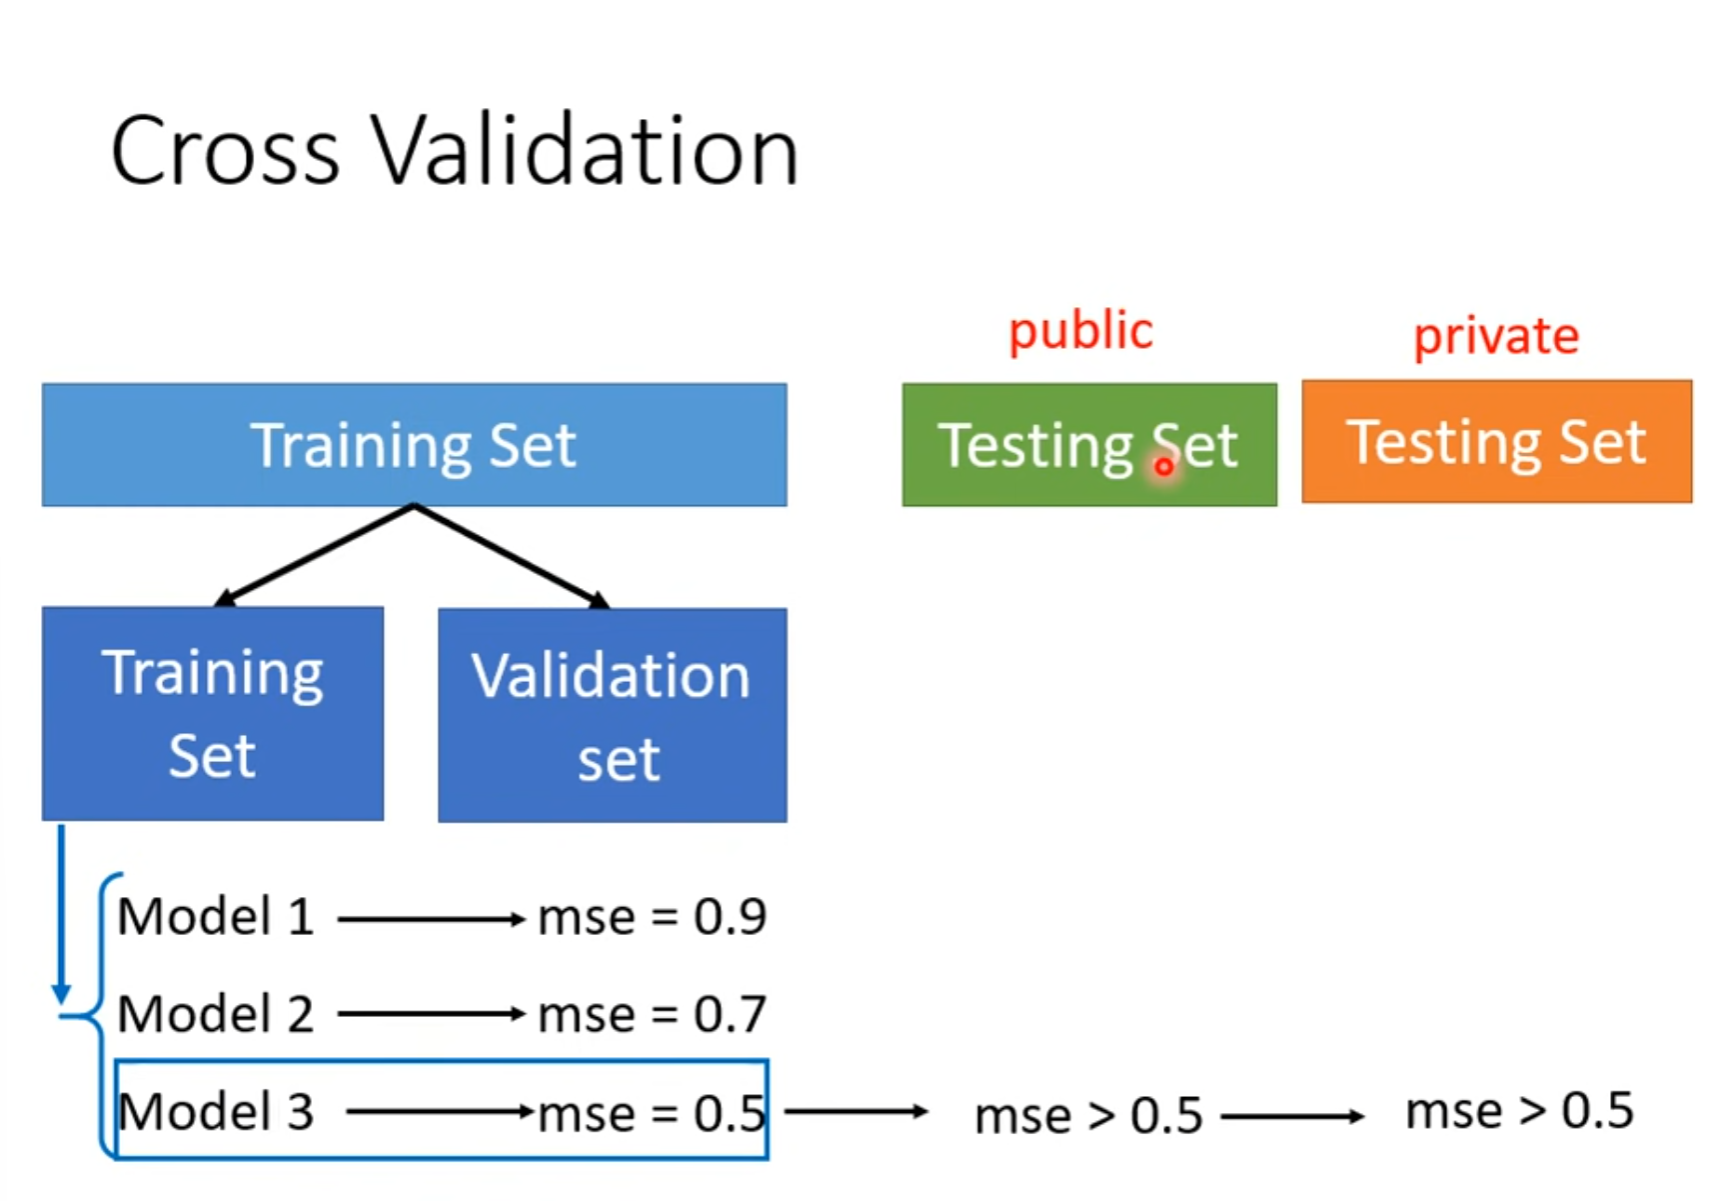 Cross Validation
public
private
Training Set
Testing Set
Testing Set
Training
Set
Validation
set
Model 1
mse = 0.9
Model 2
mse = 0.7
Model 3
mse = 0.5
mse > 0.5
mse > 0.5